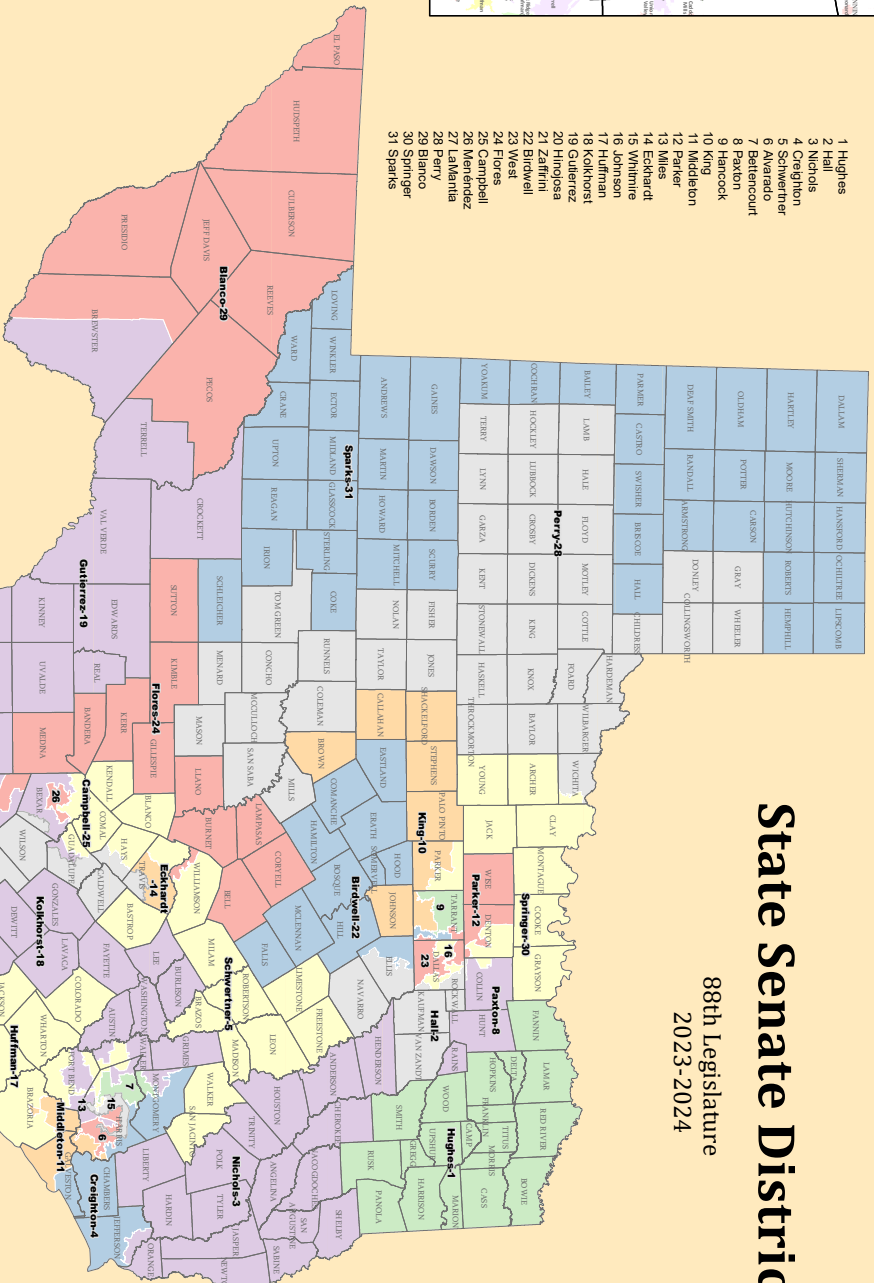 State Senate Distric
88th Legislature
2023-2024
1 Hughes
2 Hall
3 Nichols
4 Creighton
5 Schwertner
6 Alvarado
7 Bettencourt
8 Paxton
9 Hancock
10 King
11 Middleton
12 Parker
13 Miles
14 Eckhardt
15 Whitmire
16 Johnson
17 Huffman
18 Kolkhorst
19 Gutierrez
20 Hinojosa
21 Zaffirini
22 Birdwell
23 West
24 Flores
25 Campbell
26 Menéndez
27 LaMantia
28 Perry
29 Blanco
30 Springer
31 Sparks
DALLAM
SHERMAN
HANSFORD
OCHILTREE
LIPSCOMB
HARTLEY
MOORE
HUTCHINSON
ROBERTS
HEMPHILL
OLDHAM
POTTER
CARSON
GRAY
WHEELER
DEAF SMITH
RANDALL
ARMSTRONG
DONLEY
COLLINGSWORTH
PARMER
CASTRO
SWISHER
BRISCOE
HALL
CHILDRESS
BAILEY
LAMB
HALE
FLOYD
MOTLEY
COTTLE
HARDEMAN
FOARD
WILBARGER
WICHITA
Perry-28
COCHRAN
HOCKLEY
LUBBOCK
CROSBY
DICKENS
KING
KNOX
BAYLOR
ARCHER
CLAY
MONTAGUE
COOKE
GRAYSON
FANNIN
LAMAR
RED RIVER
BOWIE
Springer-30
YOAKUM
TERRY
LYNN
GARZA
KENT
STONEWALL
HASKELL
THROCKMORTON
YOUNG
JACK
WISE
DENTON
COLLIN
HUNT
DELTA
HOPKINS
FRANKLIN
TITUS
MORRIS
CAMP
CASS
Parker-12
Paxton-8
GAINES
DAWSON
BORDEN
SCURRY
FISHER
JONES
SHACKELFORD
STEPHENS
PALO PINTO
PARKER
TARRANT
DALLAS
ROCKWALL
KAUFMAN
RAINS
WOOD
UPSHUR
MARION
HARRISON
GREGG
VAN ZANDT
King-10
9
16
23
Hall-2
Hughes-1
ANDREWS
MARTIN
HOWARD
MITCHELL
NOLAN
TAYLOR
CALLAHAN
EASTLAND
ERATH
HOOD
SOMERVELL
JOHNSON
ELLIS
HENDERSON
SMITH
RUSK
PANOLA
Sparks-31
Birdwell-22
EL PASO
HUDSPETH
CULBERSON
LOVING
WINKLER
ECTOR
MIDLAND
GLASSCOCK
STERLING
COKE
RUNNELS
COLEMAN
BROWN
COMANCHE
HAMILTON
BOSQUE
HILL
NAVARRO
ANDERSON
CHEROKEE
SHELBY
REEVES
WARD
CRANE
UPTON
REAGAN
IRION
TOM GREEN
CONCHO
MCCULLOCH
SAN SABA
MILLS
LAMPASAS
CORYELL
MCLENNAN
FALLS
LIMESTONE
FREESTONE
LEON
HOUSTON
ANGELINA
SAN
AUGUSTINE
SABINE
JEFF DAVIS
PRESIDIO
BREWSTER
PECOS
TERRELL
Blanco-29
CROCKETT
SCHLEICHER
SUTTON
MENARD
KIMBLE
MASON
GILLESPIE
LLANO
BURNET
BELL
WILLIAMSON
MILAM
ROBERTSON
BRAZOS
MADISON
WALKER
TRINITY
POLK
TYLER
JASPER
Flores-24
Schwertner-5
Nichols-3
VAL VERDE
EDWARDS
KINNEY
REAL
UVALDE
KERR
BANDERA
MEDINA
KENDALL
BLANCO
COMAL
HAYS
TRAVIS
BASTROP
CALDWELL
LEE
BURLESON
WASHINGTON
GRIMES
WALLER
MONTGOMERY
SAN JACINTO
LIBERTY
HARDIN
ORANGE
JEFFERSON
CHAMBERS
Gutierrez-19
Campbell-25
Eckhardt
-14
26
BEXAR
GUADALUPE
WILSON
GONZALES
FAYETTE
LAVACA
DEWITT
COLORADO
AUSTIN
WHARTON
FORT BEND
HARRIS
BRAZORIA
GALVESTON
7
15
13
6
Kolkhorst-18
Huffman-17
Middleton-11
Creighton-4